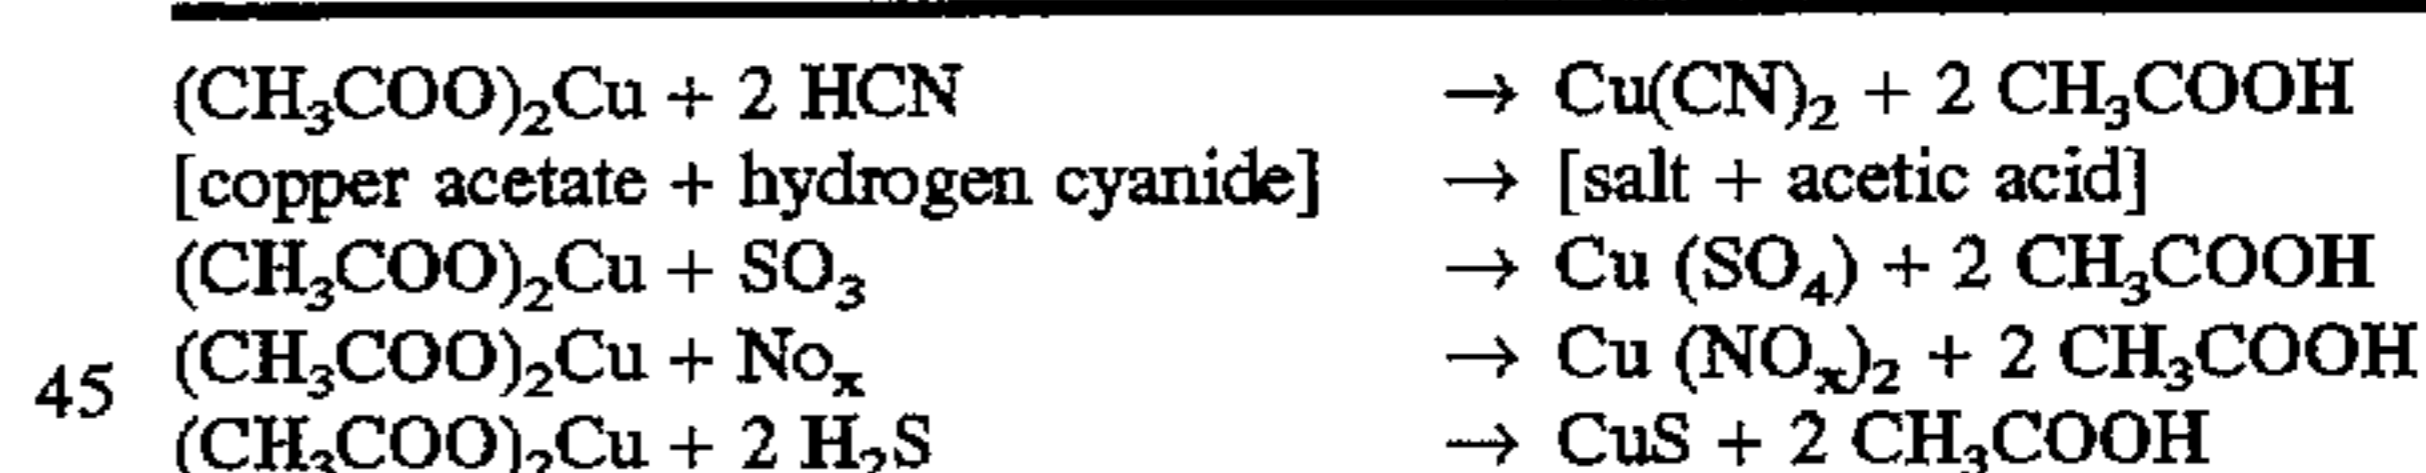 (CH₃COO)₂Cu + 2 HCN → Cu(CN)₂ + 2 CH₃COOH
[copper acetate + hydrogen cyanide] → [salt + acetic acid]
(CH₃COO)₂Cu + SO₃ → Cu (SO₄) + 2 CH₃COOH
45 (CH₃COO)₂Cu + Noₓ → Cu (NOₓ)₂ + 2 CH₃COOH
(CH₃COO)₂Cu + 2 H₂S → CuS + 2 CH₃COOH